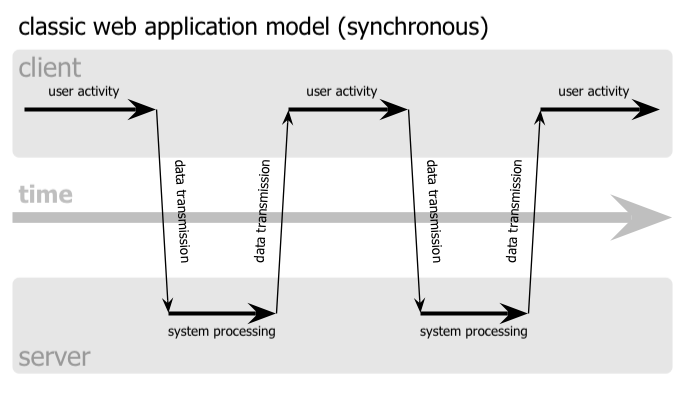 classic web application model (synchronous)
client
user activity
user activity
user activity
data transmission
data transmission
data transmission
data transmission
time
system processing
system processing
server